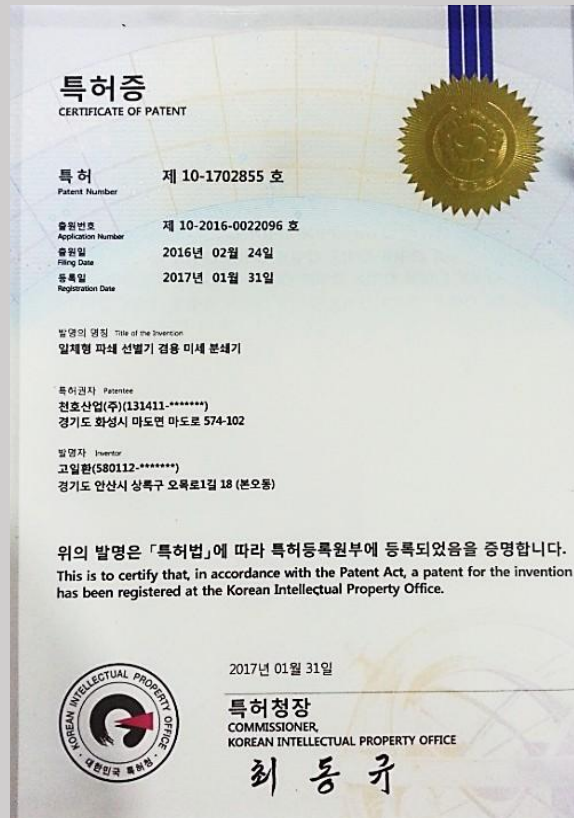 특허증
CERTIFICATE OF PATENT
특 허 제 10-1702855 호
Patent Number
출원번호 제 10-2016-0022096 호
Application Number
출원일 2016년 02월 24일
Filing Date
등록일 2017년 01월 31일
Registration Date
발명의 명칭 Title of the Invention
일체형 파쇄 선별기 겸용 미세 분쇄기
특허권자 Patentee
천호산업(주)(131411-*******)
경기도 화성시 마도면 마도로 574-102
발명자 Inventor
고일환(580112-*******)
경기도 안산시 상록구 오목로1길 18 (본오동)
위의 발명은 「특허법」에 따라 특허등록원부에 등록되었음을 증명합니다.
This is to certify that, in accordance with the Patent Act, a patent for the invention
has been registered at the Korean Intellectual Property Office.
2017년 01월 31일
특허청장
COMMISSIONER,
KOREAN INTELLECTUAL PROPERTY OFFICE
최동규
KOREAN INTELLECTUAL PROPERTY OFFICE
대한민국 특허청